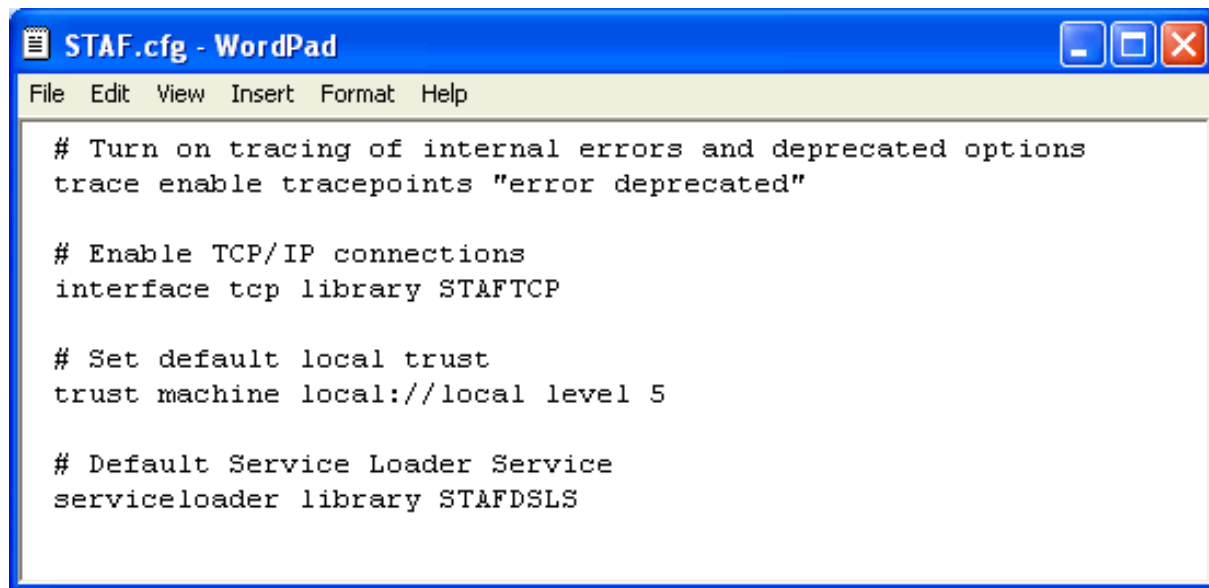 STAF.cfg - WordPad
File Edit View Insert Format Help
# Turn on tracing of internal errors and deprecated options
trace enable tracepoints "error deprecated"
# Enable TCP/IP connections
interface tcp library STAFTCP
# Set default local trust
trust machine local://local level 5
# Default Service Loader Service
serviceloader library STAFDSLS